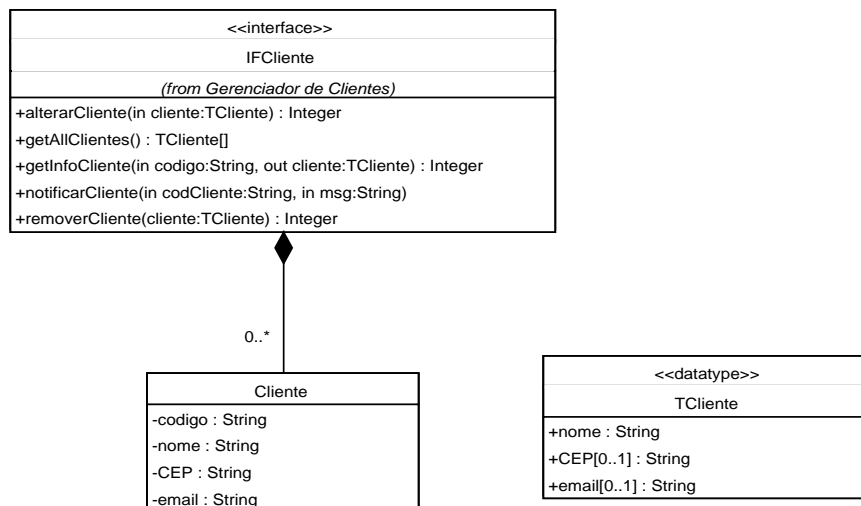 <<interface>>
IFCliente
(from Gerenciador de Clientes)
+alterarCliente(in cliente:TCliente) : Integer
+getAllClientes() : TCliente[]
+getInfoCliente(in codigo:String, out cliente:TCliente) : Integer
+notificarCliente(in codCliente:String, in msg:String)
+removerCliente(cliente:TCliente) : Integer
0..*
Cliente
-codigo : String
-nome : String
-CEP : String
-email : String
<<datatype>>
TCliente
+nome : String
+CEP[0..1] : String
+email[0..1] : String